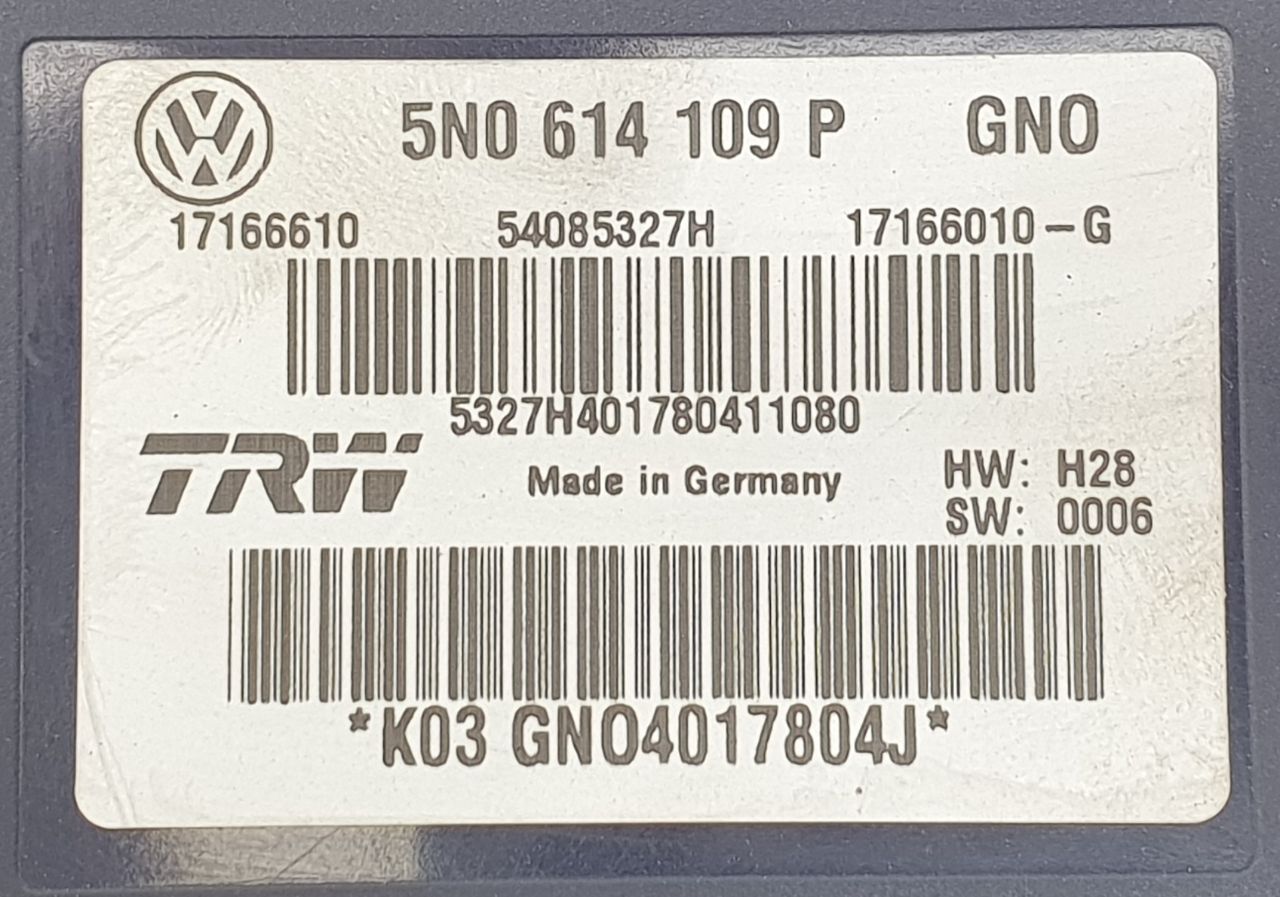 5N0 614 109 P GNO
17166610 54085327H 17166010-G
5327H401780411080
TRW
Made in Germany
HW: H28
SW: 0006
*K03 GNO4017804J*